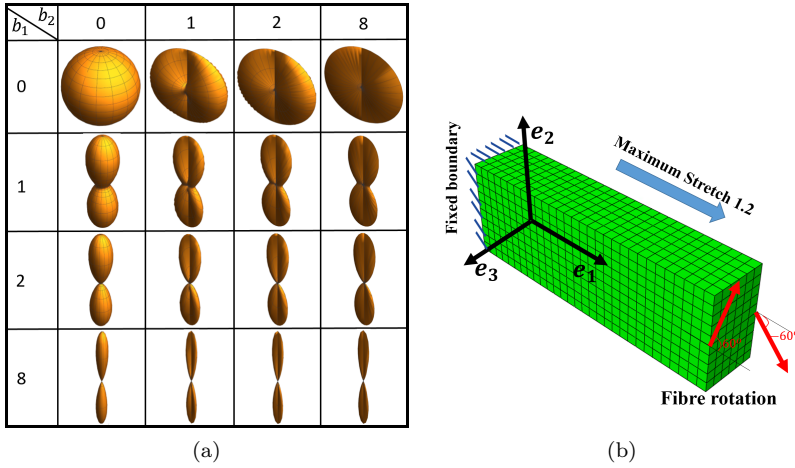 b₂
b₁
0 1 2 8
0
1
2
8
(a)
Fixed boundary
e₂
Maximum Stretch 1.2
e₁
e₃
−60°
Fibre rotation
(b)